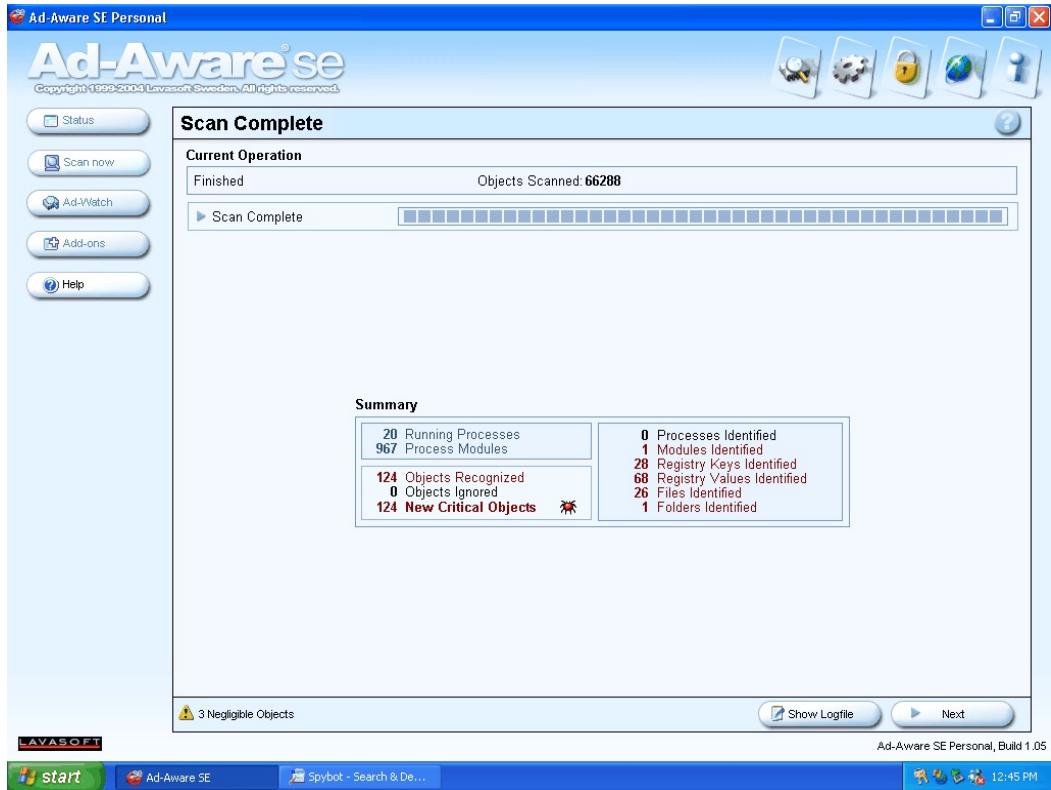 Ad-Aware SE Personal
Ad-Aware SE
Copyright 1999-2004 Lavasoft Sweden. All rights reserved.
Status
Scan now
Ad-Watch
Add-ons
Help
Scan Complete
Current Operation
Finished Objects Scanned: 66288
Scan Complete
Summary
20 Running Processes
967 Process Modules
124 Objects Recognized
0 Objects Ignored
124 New Critical Objects
0 Processes Identified
1 Modules Identified
28 Registry Keys Identified
68 Registry Values Identified
26 Files Identified
1 Folders Identified
3 Negligible Objects
Show Logfile
Next
LAVASOFT
Ad-Aware SE Personal, Build 1.05
start
Ad-Aware SE
Spybot - Search & De...
12:45 PM